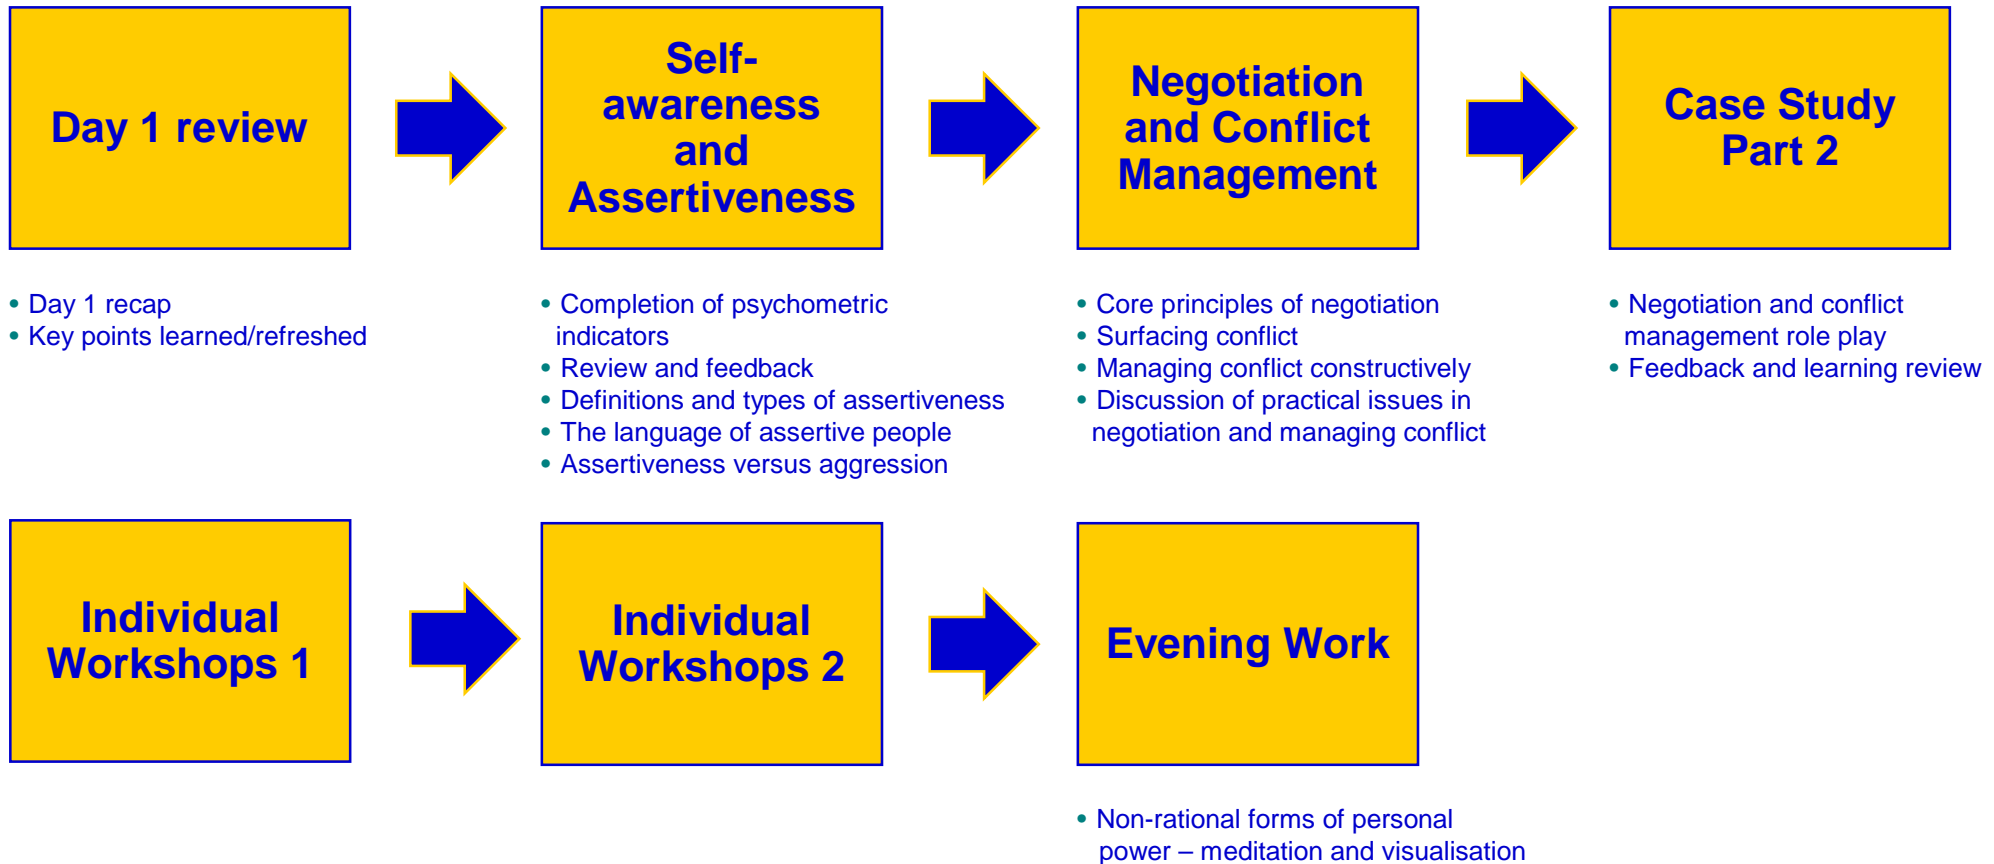 Day 1 review
• Day 1 recap
• Key points learned/refreshed
Self-
awareness
and
Assertiveness
• Completion of psychometric
indicators
• Review and feedback
• Definitions and types of assertiveness
• The language of assertive people
• Assertiveness versus aggression
Negotiation
and Conflict
Management
• Core principles of negotiation
• Surfacing conflict
• Managing conflict constructively
• Discussion of practical issues in
negotiation and managing conflict
Case Study
Part 2
• Negotiation and conflict
management role play
• Feedback and learning review
Individual
Workshops 1
Individual
Workshops 2
Evening Work
• Non-rational forms of personal
power – meditation and visualisation